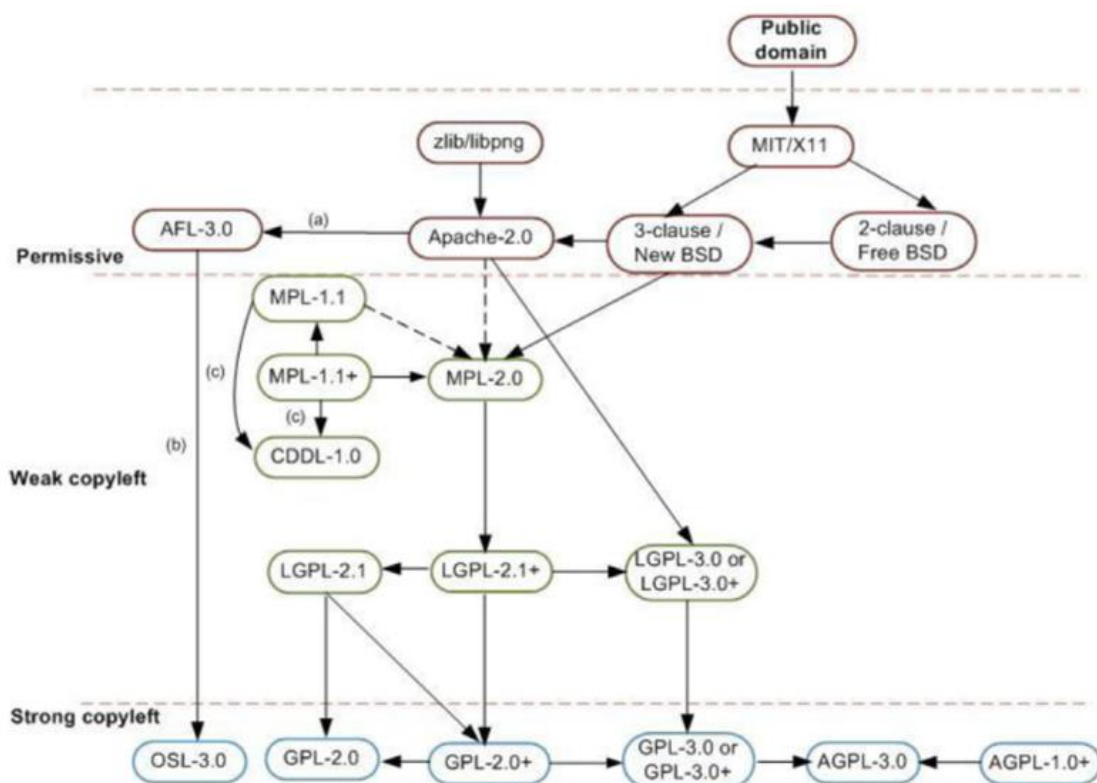 Public
domain
zlib/libpng
MIT/X11
AFL-3.0
(a)
Apache-2.0
3-clause /
New BSD
2-clause /
Free BSD
Permissive
MPL-1.1
(c)
MPL-1.1+
MPL-2.0
(c)
(b)
CDDL-1.0
Weak copyleft
LGPL-2.1
LGPL-2.1+
LGPL-3.0 or
LGPL-3.0+
Strong copyleft
OSL-3.0
GPL-2.0
GPL-2.0+
GPL-3.0 or
GPL-3.0+
AGPL-3.0
AGPL-1.0+